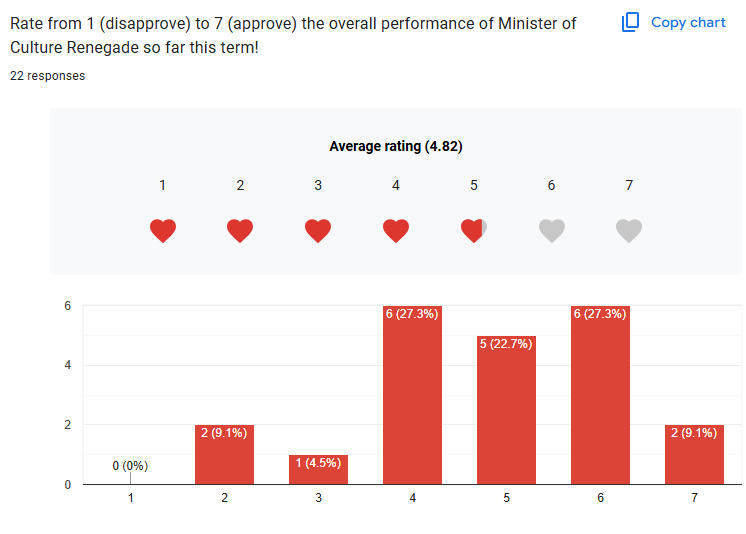 Rate from 1 (disapprove) to 7 (approve) the overall performance of Minister of
Culture Renegade so far this term!
Copy chart
22 responses
Average rating (4.82)
1 2 3 4 5 6 7
6
4
2
0
0 (0%)
2 (9.1%)
1 (4.5%)
6 (27.3%)
5 (22.7%)
6 (27.3%)
2 (9.1%)
1 2 3 4 5 6 7